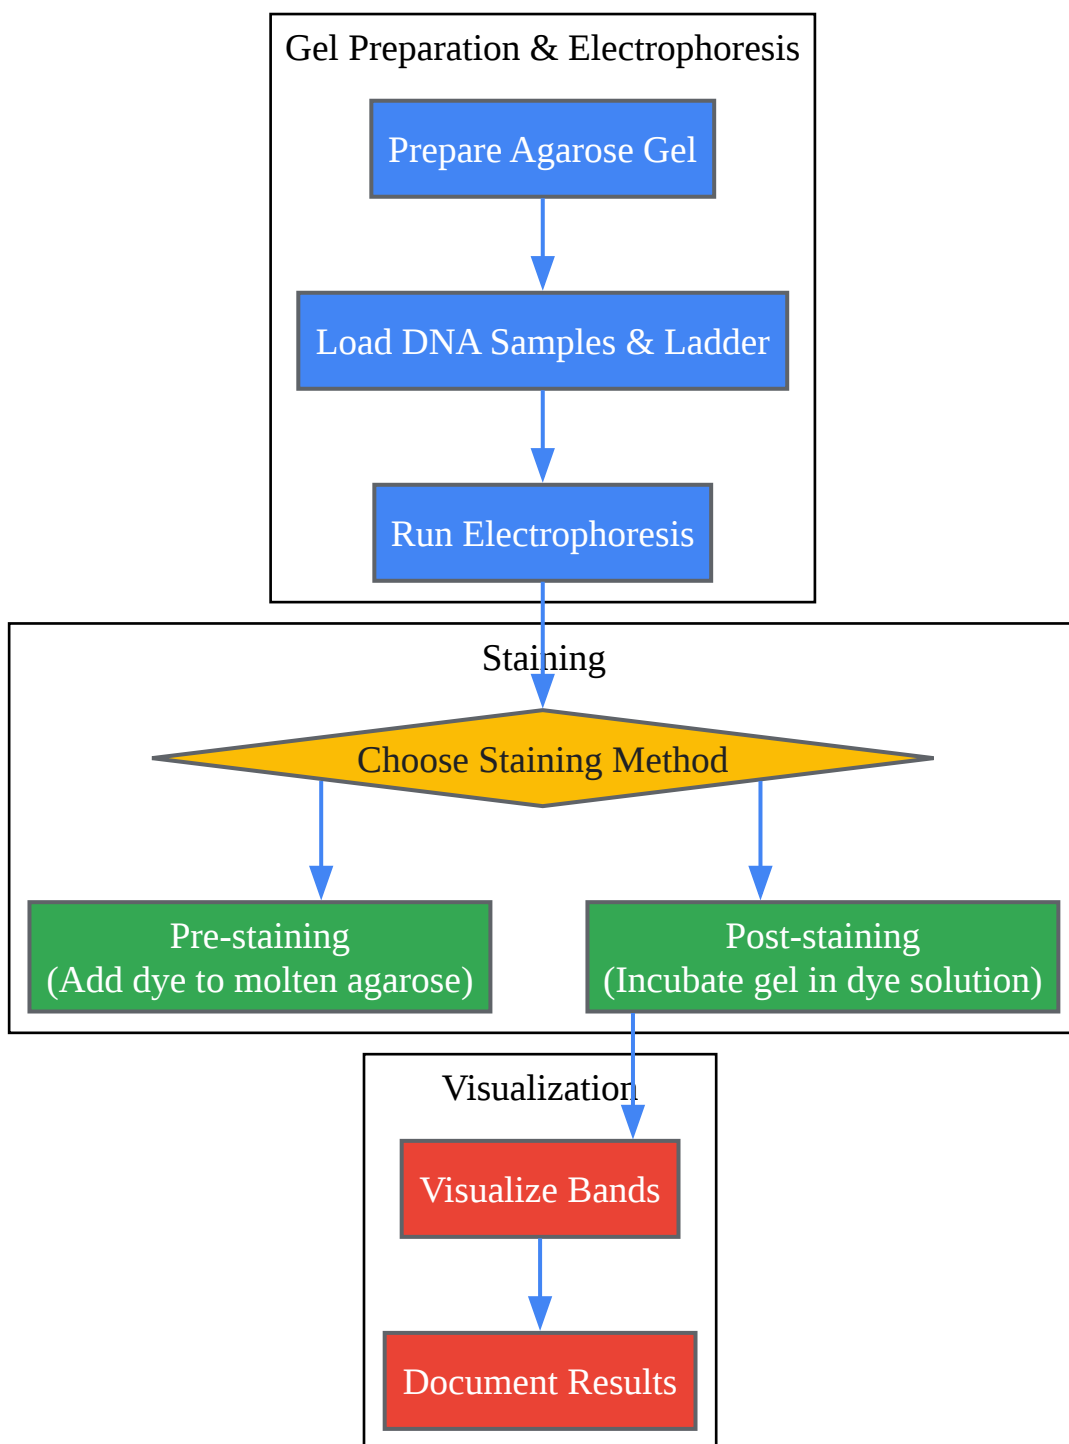 Gel Preparation & Electrophoresis
Prepare Agarose Gel
Load DNA Samples & Ladder
Run Electrophoresis
Staining
Choose Staining Method
Pre-staining
(Add dye to molten agarose)
Post-staining
(Incubate gel in dye solution)
Visualization
Visualize Bands
Document Results